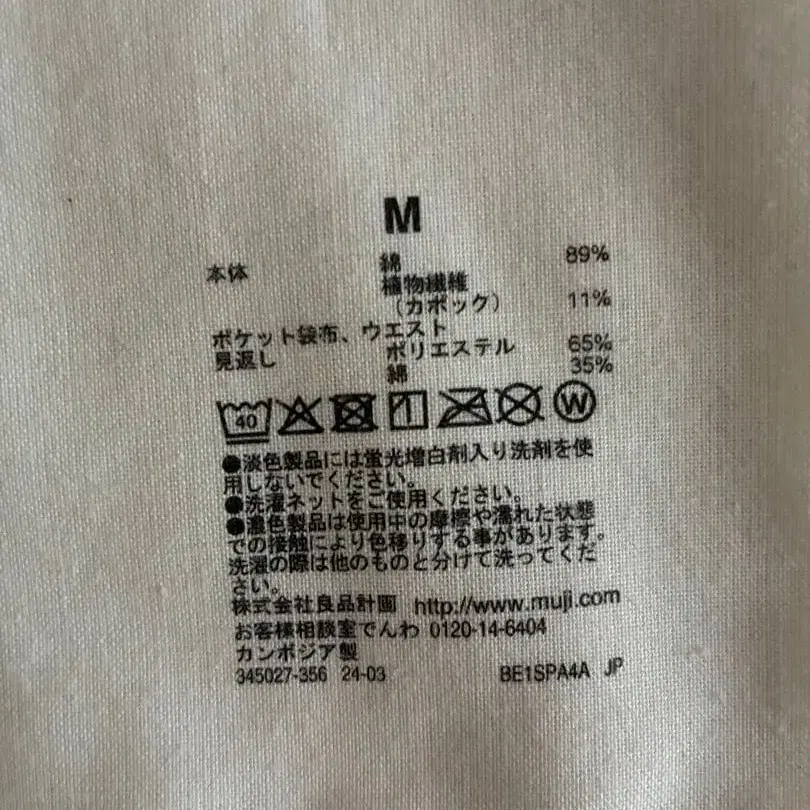 M
本体 綿 89%
植物繊維
（カポック） 11%
ポケット袋布、ウエスト
見返し ポリエステル 65%
綿 35%
40 W
●淡色製品には蛍光増白剤入り洗剤を使
用しないでください。
●洗濯ネットをご使用ください。
●濃色製品は使用中の摩擦や濡れた状態
での接触により色移りする事があります。
洗濯の際は他のものと分けて洗ってくだ
さい。
株式会社良品計画 http://www.muji.com
お客様相談室でんわ 0120-14-6404
カンボジア製
345027-356 24-03 BE1SPA4A JP